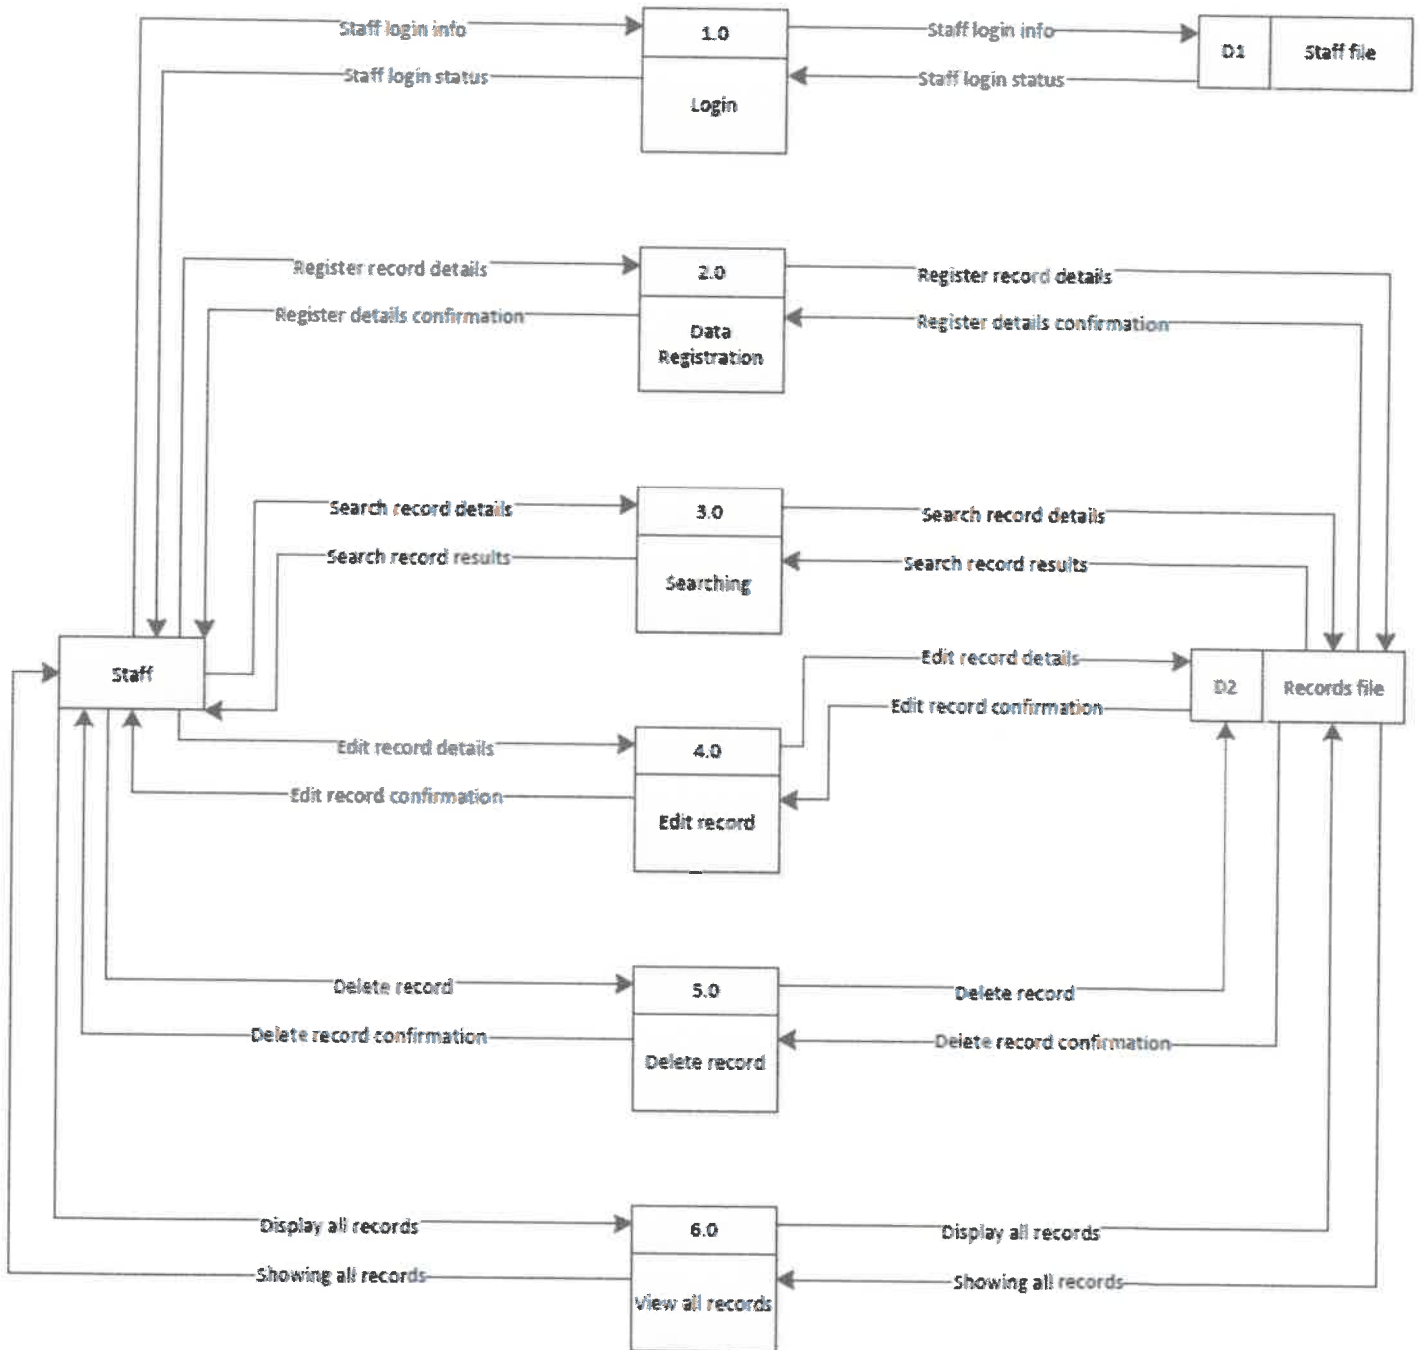 Staff login info
1.0
Staff login info
D1
Staff file
Staff login status
Staff login status
Login
Register record details
2.0
Register record details
Register details confirmation
Register details confirmation
Data
Registration
Search record details
3.0
Search record details
Search record results
Search record results
Searching
Staff
Edit record details
D2
Records file
Edit record confirmation
Edit record details
4.0
Edit record confirmation
Edit record
Delete record
5.0
Delete record
Delete record confirmation
Delete record confirmation
Delete record
Display all records
6.0
Display all records
Showing all records
Showing all records
View all records